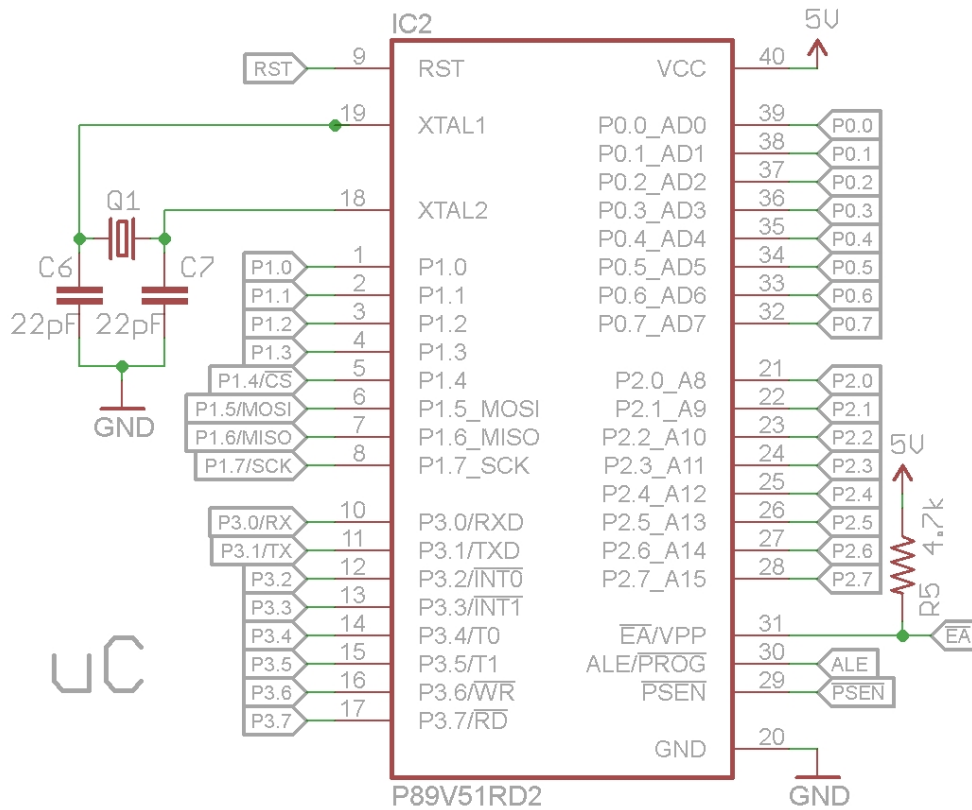 IC2
5V
RST 9 RST VCC 40
19 XTAL1 P0.0_AD0 39 P0.0
P0.1_AD1 38 P0.1
P0.2_AD2 37 P0.2
Q1 18 XTAL2 P0.3_AD3 36 P0.3
P0.4_AD4 35 P0.4
C6 C7 P1.0 1 P1.0 P0.5_AD5 34 P0.5
P1.1 2 P1.1 P0.6_AD6 33 P0.6
22pF 22pF P1.2 3 P1.2 P0.7_AD7 32 P0.7
P1.3 4 P1.3
P1.4/C̅S̅ 5 P1.4 P2.0_A8 21 P2.0
GND P1.5/MOSI 6 P1.5_MOSI P2.1_A9 22 P2.1
P1.6/MISO 7 P1.6_MISO P2.2_A10 23 P2.2
5V
P1.7/SCK 8 P1.7_SCK P2.3_A11 24 P2.3
P2.4_A12 25 P2.4
P3.0/RX 10 P3.0/RXD P2.5_A13 26 P2.5
P3.1/TX 11 P3.1/TXD P2.6_A14 27 P2.6
P3.2 12 P3.2/I̅N̅T̅0̅ P2.7_A15 28 P2.7
R5 4.7k
P3.3 13 P3.3/I̅N̅T̅1̅
P3.4 14 P3.4/T0 E̅A̅/VPP 31 E̅A̅
P3.5 15 P3.5/T1 ALE/P̅R̅O̅G̅ 30 ALE
P3.6 16 P3.6/W̅R̅ P̅S̅E̅N̅ 29 P̅S̅E̅N̅
P3.7 17 P3.7/R̅D̅
uC
GND 20
GND
P89V51RD2